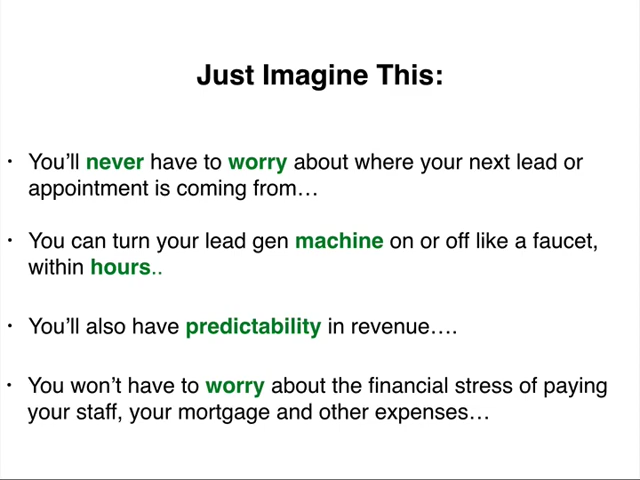 Just Imagine This:
• You’ll never have to worry about where your next lead or
appointment is coming from…
• You can turn your lead gen machine on or off like a faucet,
within hours..
• You’ll also have predictability in revenue….
• You won’t have to worry about the financial stress of paying
your staff, your mortgage and other expenses…